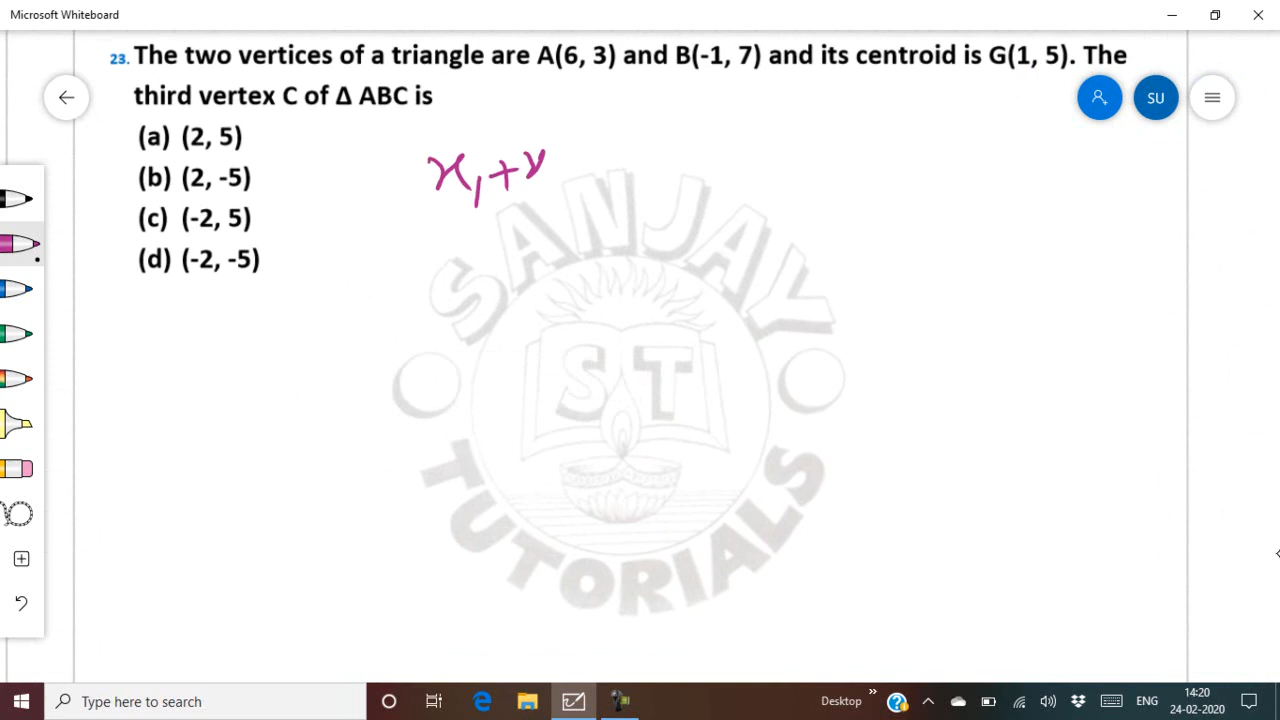 Microsoft Whiteboard
23. The two vertices of a triangle are A(6, 3) and B(-1, 7) and its centroid is G(1, 5). The
third vertex C of Δ ABC is
SU
(a) (2, 5)
(b) (2, -5)
(c) (-2, 5)
(d) (-2, -5)
x₁+
SANJAY
ST
TUTORIALS
Type here to search
Desktop
ENG
14:20
24-02-2020